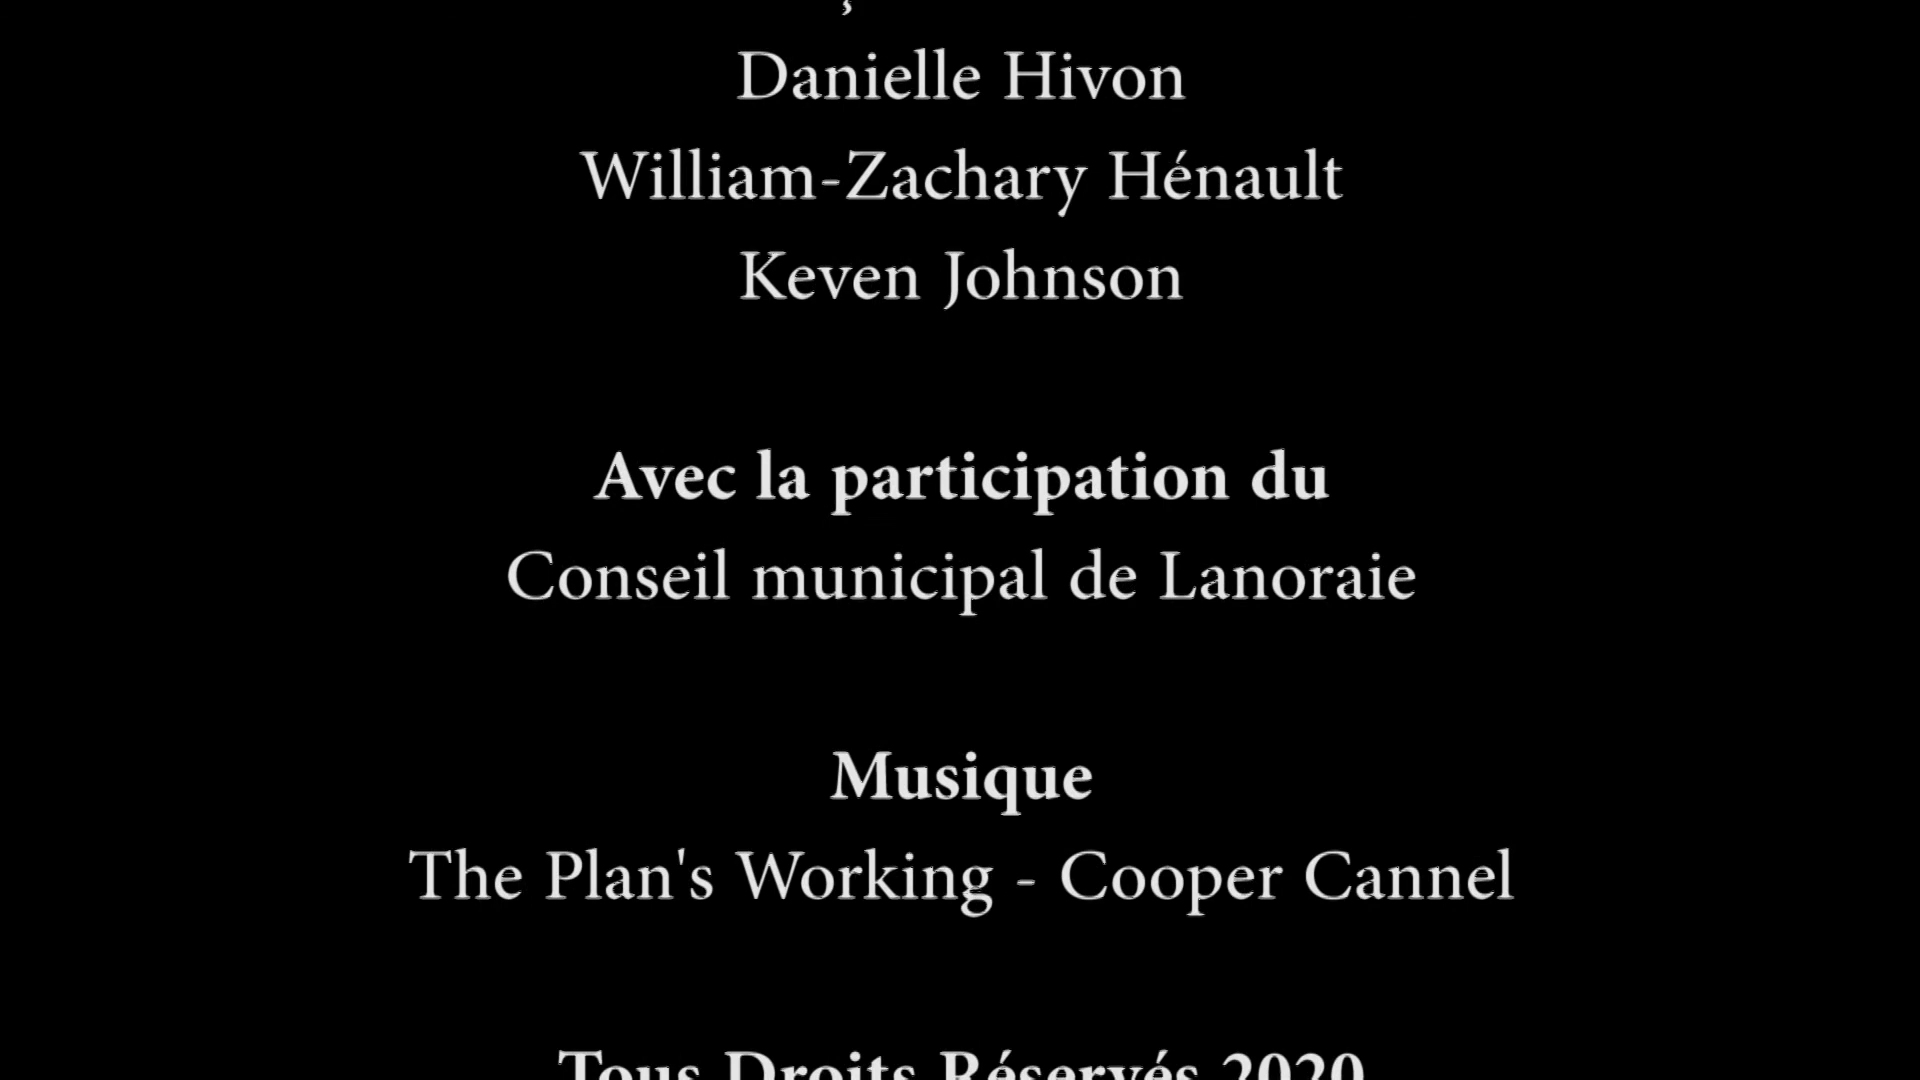 Danielle Hivon
William-Zachary Hénault
Keven Johnson
Avec la participation du
Conseil municipal de Lanoraie
Musique
The Plan's Working - Cooper Cannel
Tous Droits Réservés 2020